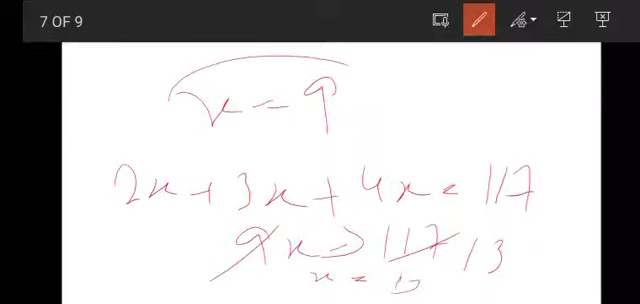 7 OF 9
x = 9
2x + 3x + 4x = 117
9x = 117 13
x = 13